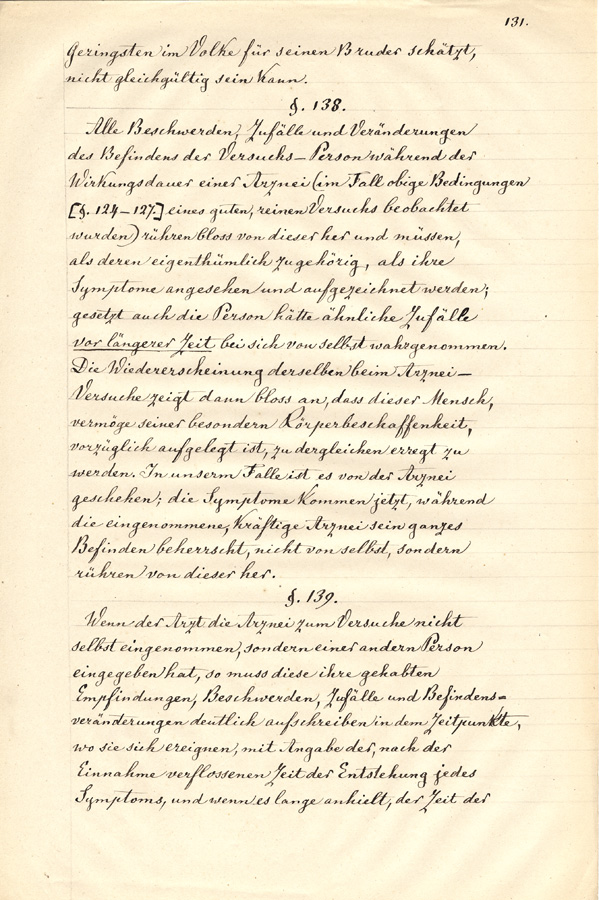 131.
Geringsten im Volke für seinen Bruder schätzt,
nicht gleichgültig sein kann.
§. 138.
Alle Beschwerden, Zufälle und Veränderungen
des Befindens der Versuchs-Person während der
Wirkungsdauer einer Arznei (im Fall obige Bedingungen
[§. 124-127.] eines guten, reinen Versuchs beobachtet
wurden) rühren bloss von dieser her und müssen,
als deren eigenthümlich zugehörig, als ihre
Symptome angesehen und aufgezeichnet werden;
gesetzt auch die Person hätte ähnliche Zufälle
vor längerer Zeit bei sich von selbst wahrgenommen.
Die Wiedererscheinung derselben beim Arznei-
Versuche zeigt dann bloss an, dass dieser Mensch,
vermöge seiner besondern Körperbeschaffenheit,
vorzüglich aufgelegt ist, zu dergleichen erregt zu
werden. In unserm Falle ist es von der Arznei
geschehen; die Symptome kommen jetzt, während
die eingenommene, kräftige Arznei sein ganzes
Befinden beherrscht, nicht von selbst, sondern
rühren von dieser her.
§. 139.
Wenn der Arzt die Arznei zum Versuche nicht
selbst eingenommen, sondern einer andern Person
eingegeben hat, so muss diese ihre gehabten
Empfindungen, Beschwerden, Zufälle und Befindens=
veränderungen deutlich aufschreiben in dem Zeitpunkte,
wo sie sich ereignen, mit Angabe der, nach der
Einnahme verflossenen Zeit der Entstehung jedes
Symptoms, und wenn es lange anhielt, der Zeit der